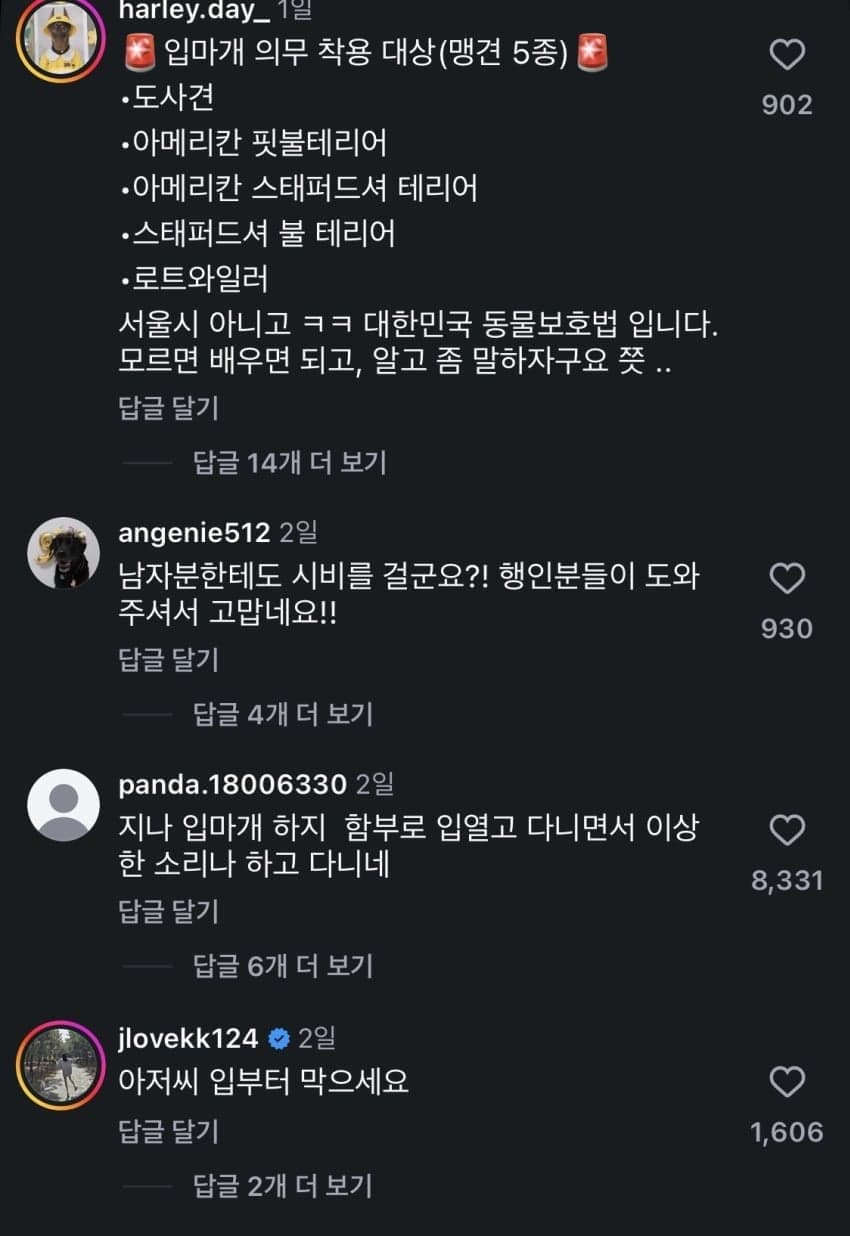 harley.day_ 1일
🚨입마개 의무 착용 대상(맹견 5종)🚨
•도사견
•아메리칸 핏불테리어
•아메리칸 스태퍼드셔 테리어
•스태퍼드셔 불 테리어
•로트와일러
서울시 아니고 ㅋㅋ 대한민국 동물보호법 입니다.
모르면 배우면 되고, 알고 좀 말하자구요 쯧 ..
902
답글 달기
답글 14개 더 보기
angenie512 2일
남자분한테도 시비를 걸군요?! 행인분들이 도와
주셔서 고맙네요!!
930
답글 달기
답글 4개 더 보기
panda.18006330 2일
지나 입마개 하지  함부로 입열고 다니면서 이상
한 소리나 하고 다니네
8,331
답글 달기
답글 6개 더 보기
jlovekk124 2일
아저씨 입부터 막으세요
1,606
답글 달기
답글 2개 더 보기